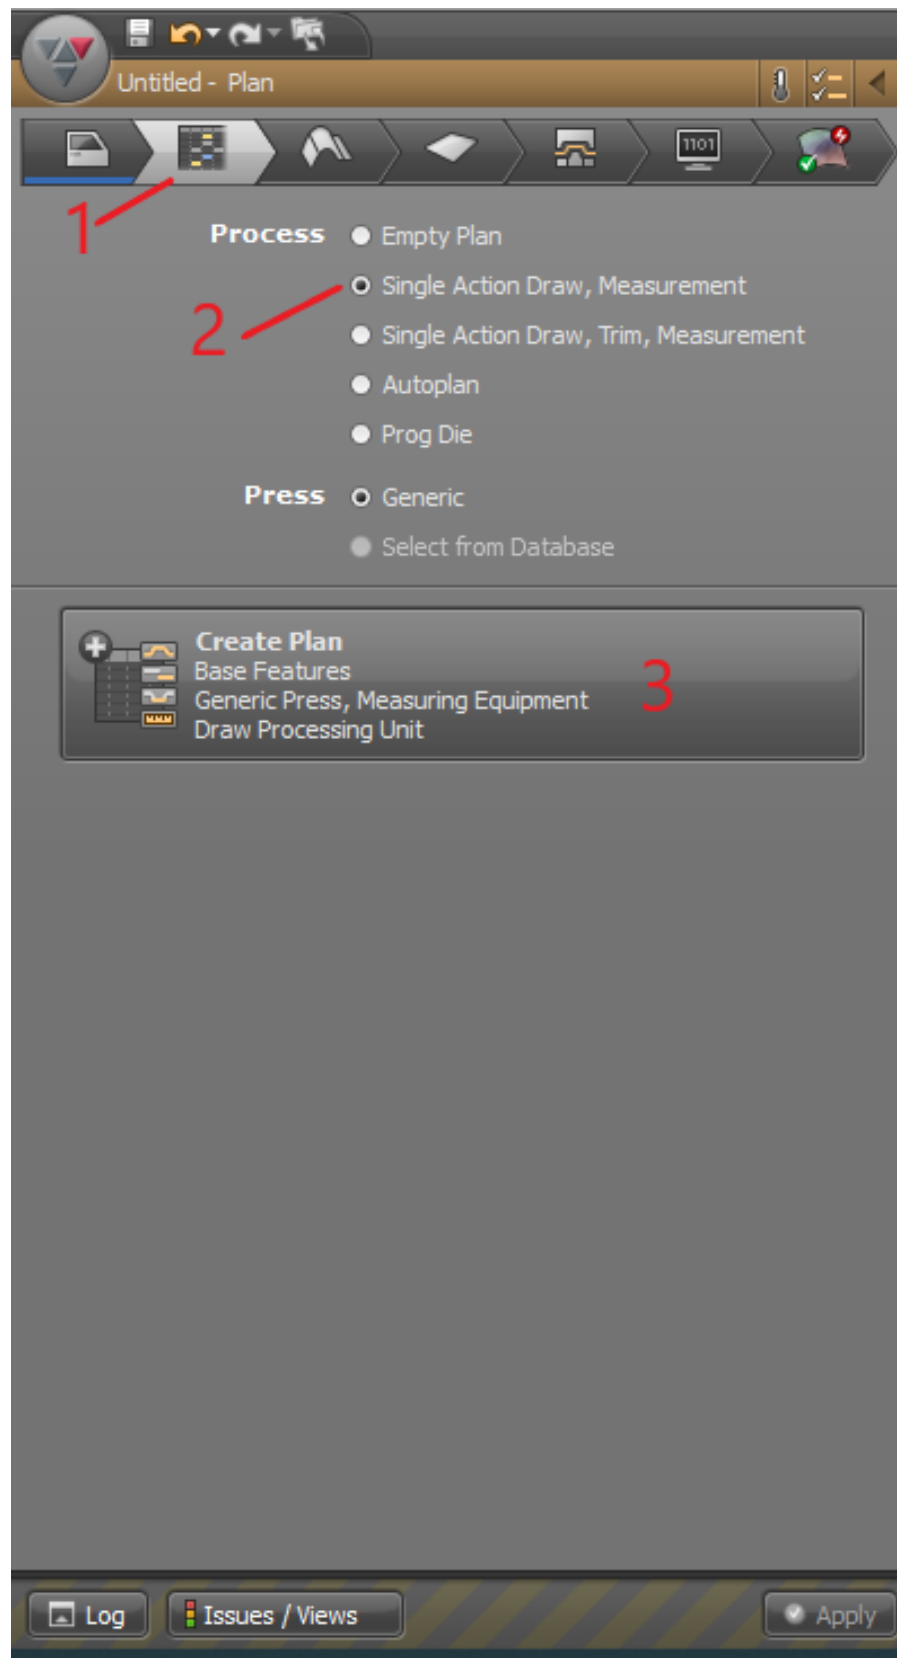 Untitled - Plan
1101
1
Process
Empty Plan
Single Action Draw, Measurement
2
Single Action Draw, Trim, Measurement
Autoplan
Prog Die
Press
Generic
Select from Database
Create Plan
Base Features
3
Generic Press, Measuring Equipment
Draw Processing Unit
Log
Issues / Views
Apply